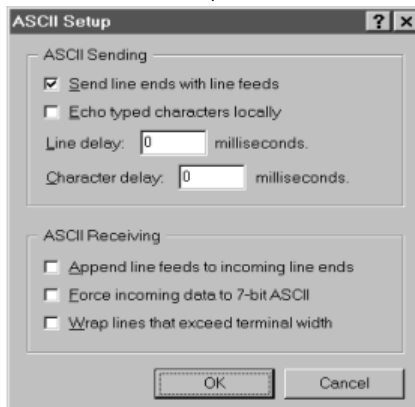 ASCII Setup
ASCII Sending
Send line ends with line feeds
Echo typed characters locally
Line delay: 0 milliseconds.
Character delay: 0 milliseconds.
ASCII Receiving
Append line feeds to incoming line ends
Force incoming data to 7-bit ASCII
Wrap lines that exceed terminal width
OK Cancel